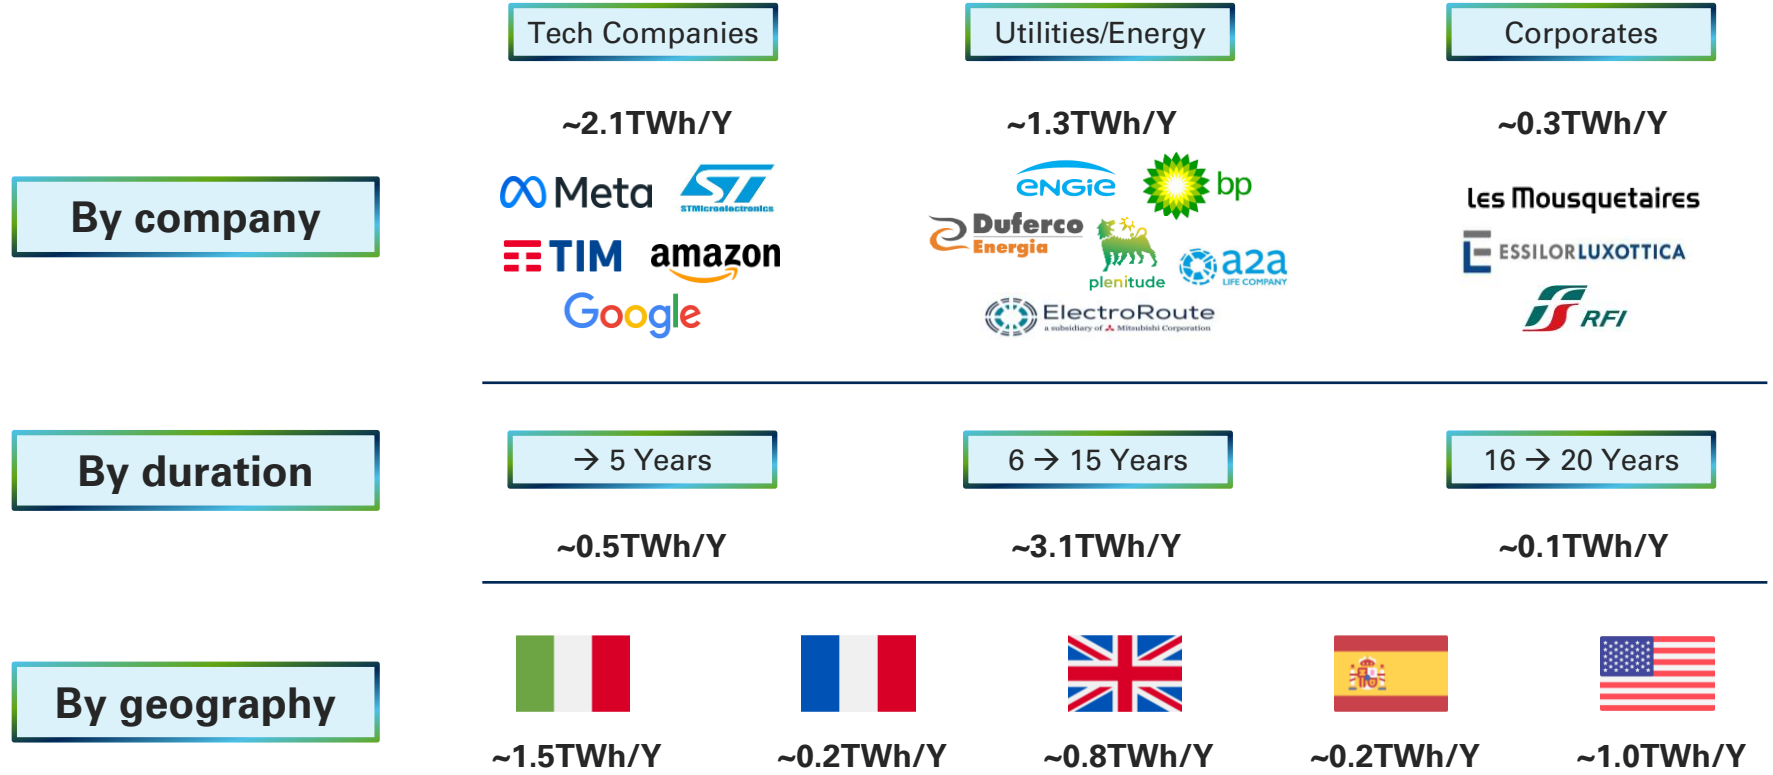 Tech Companies
Utilities/Energy
Corporates
~2.1TWh/Y
~1.3TWh/Y
~0.3TWh/Y
By company
Meta
ST
STMicroelectronics
TIM
amazon
Google
ENGIE
bp
Duferco
Energia
plenitude
a2a
LIFE COMPANY
ElectroRoute
a subsidiary of Mitsubishi Corporation
Les Mousquetaires
ESSILORLUXOTTICA
RFI
By duration
→ 5 Years
6 → 15 Years
16 → 20 Years
~0.5TWh/Y
~3.1TWh/Y
~0.1TWh/Y
By geography
~1.5TWh/Y
~0.2TWh/Y
~0.8TWh/Y
~0.2TWh/Y
~1.0TWh/Y